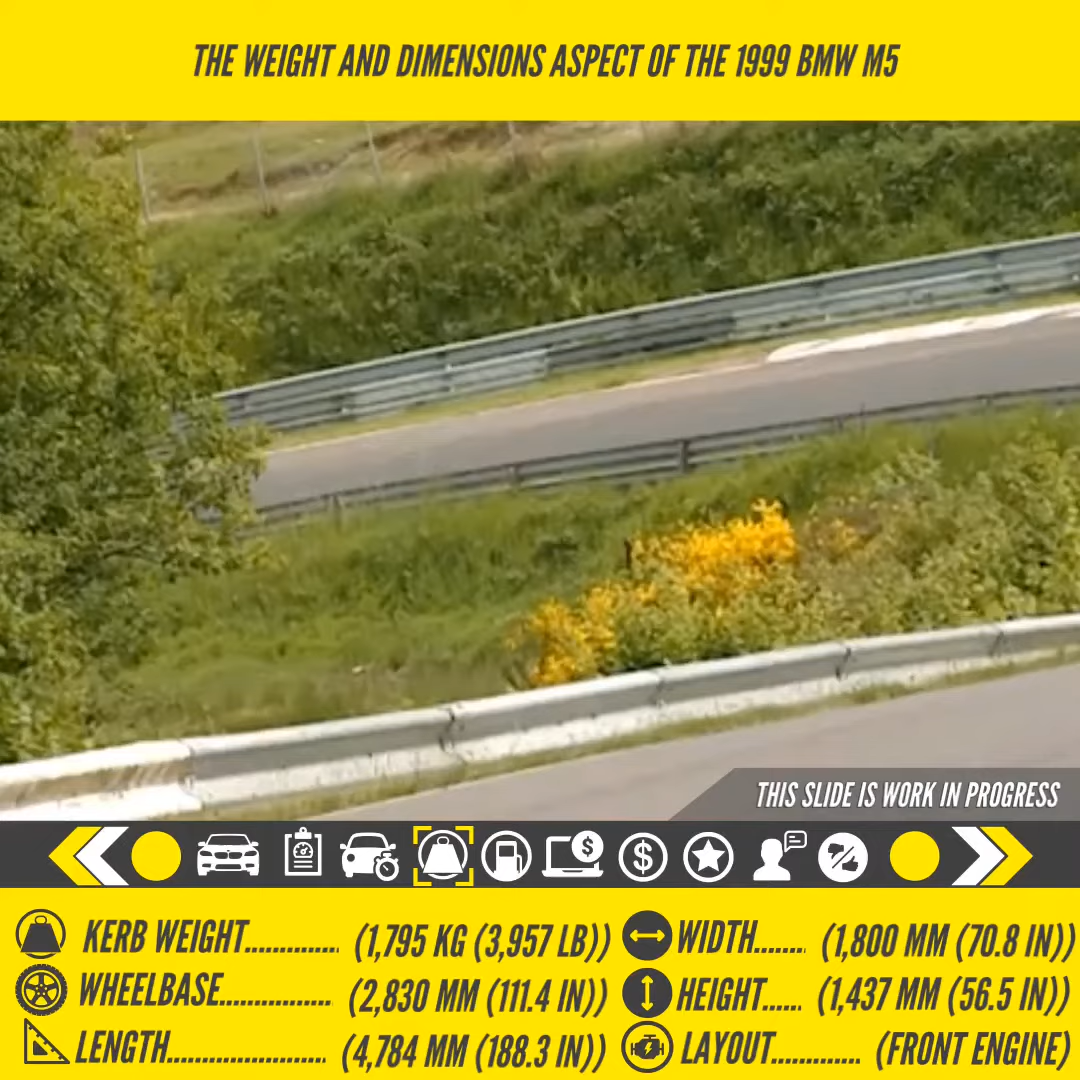 THE WEIGHT AND DIMENSIONS ASPECT OF THE 1999 BMW M5
THIS SLIDE IS WORK IN PROGRESS
$
$
KERB WEIGHT.............. (1,795 KG (3,957 LB))
WHEELBASE................. (2,830 MM (111.4 IN))
LENGTH........................ (4,784 MM (188.3 IN))
WIDTH....... (1,800 MM (70.8 IN))
HEIGHT...... (1,437 MM (56.5 IN))
LAYOUT............. (FRONT ENGINE)